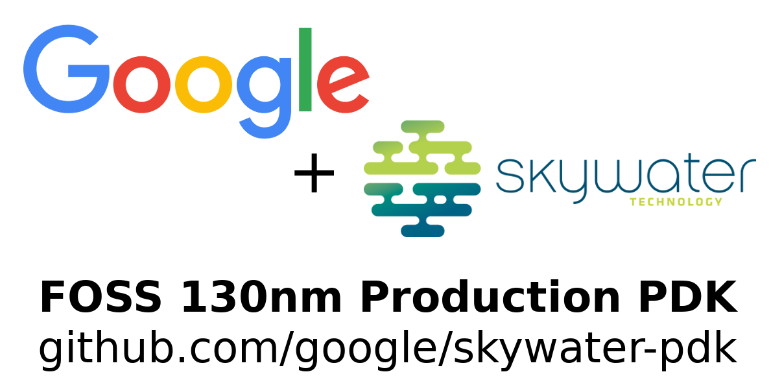 Google
+
skywater
TECHNOLOGY
FOSS 130nm Production PDK
github.com/google/skywater-pdk